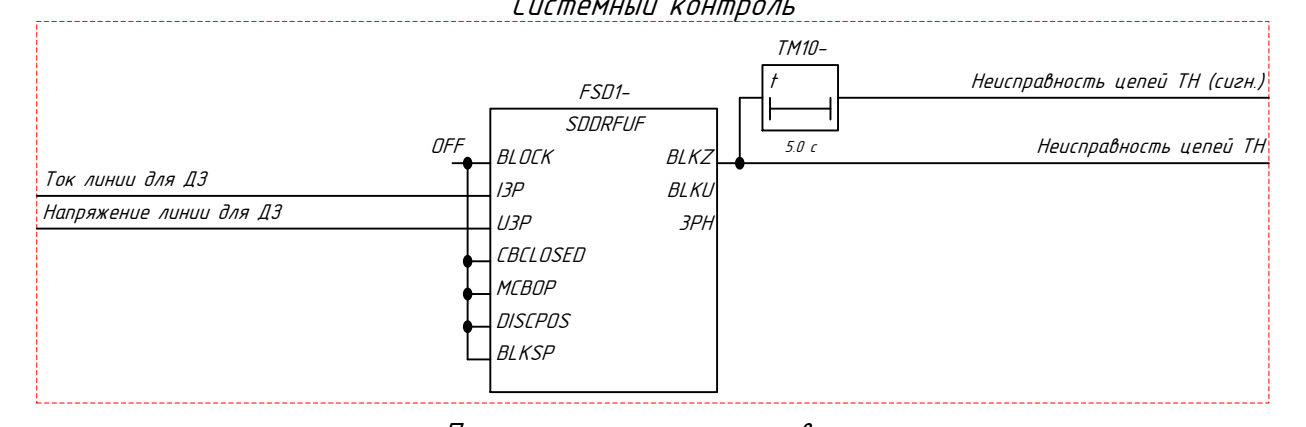 Системный контроль
TM10-
t
Неисправность цепей ТН (сигн.)
FSD1-
SDDRFUF
5.0 с
OFF
BLOCK
BLKZ
Неисправность цепей ТН
Ток линии для ДЗ
I3P
BLKU
Напряжение линии для ДЗ
U3P
3PH
CBCLOSED
MCBOP
DISCPOS
BLKSP